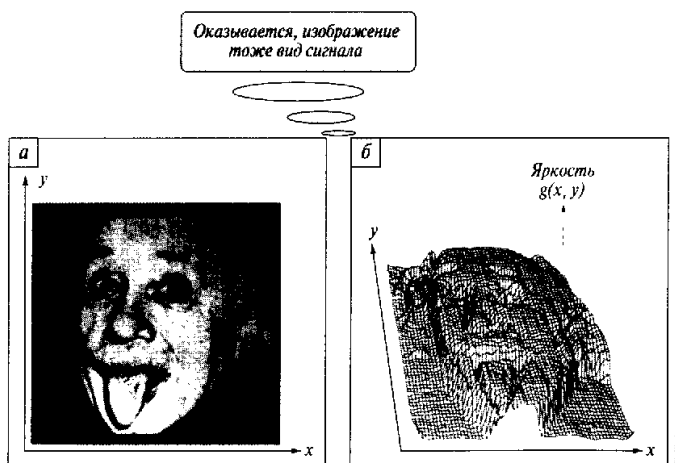 Оказывается, изображение
тоже вид сигнала
а
y
x
б
Яркость
g(x, y)
y
x